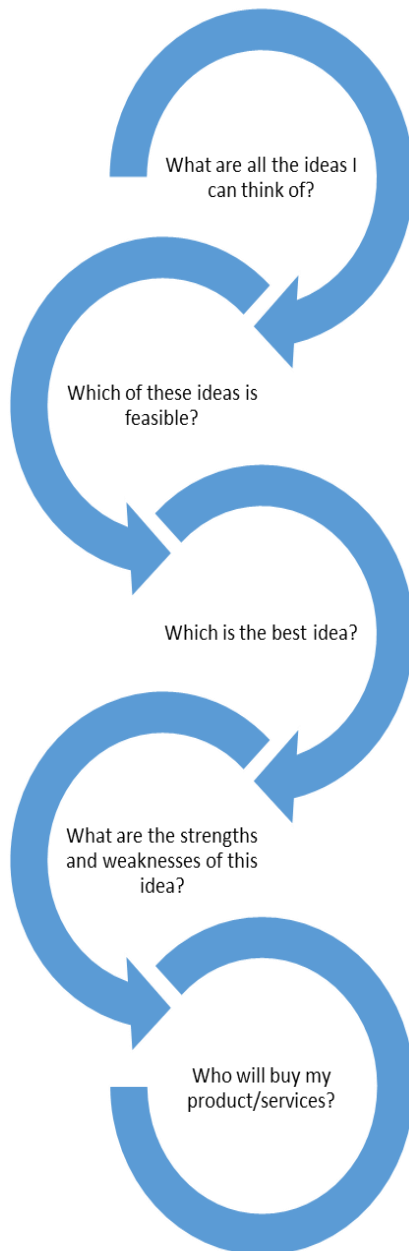 What are all the ideas I
can think of?
Which of these ideas is
feasible?
Which is the best idea?
What are the strengths
and weaknesses of this
idea?
Who will buy my
product/services?